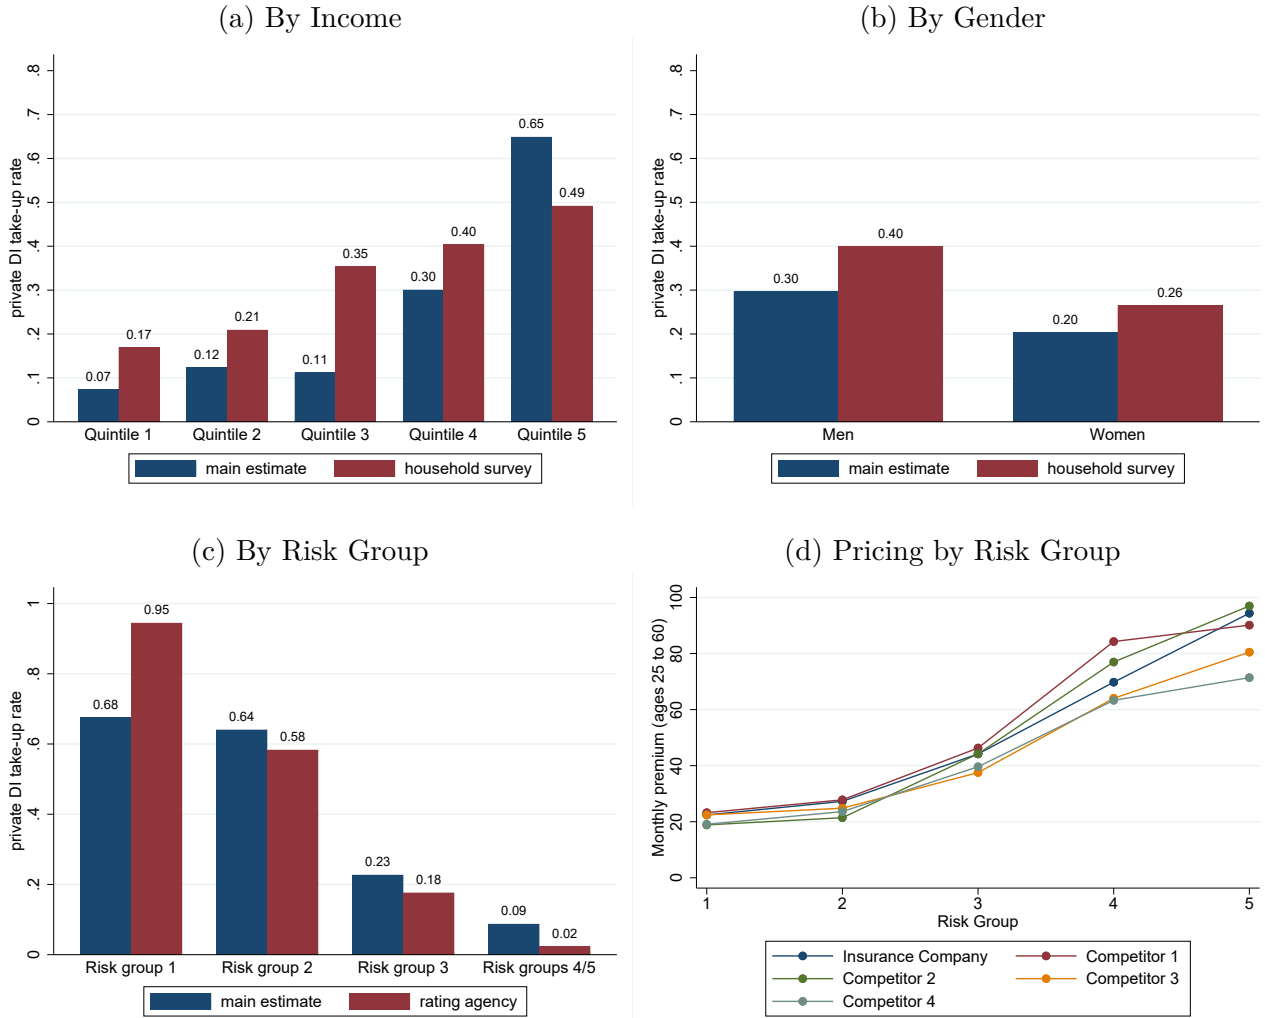 (a) By Income
private DI take-up rate
.8
.7
.6
.5
.4
.3
.2
.1
0
0.07
0.17
0.12
0.21
0.11
0.35
0.30
0.40
0.65
0.49
Quintile 1
Quintile 2
Quintile 3
Quintile 4
Quintile 5
main estimate
household survey
(b) By Gender
private DI take-up rate
.8
.7
.6
.5
.4
.3
.2
.1
0
0.30
0.40
0.20
0.26
Men
Women
main estimate
household survey
(c) By Risk Group
private DI take-up rate
1
.8
.6
.4
.2
0
0.68
0.95
0.64
0.58
0.23
0.18
0.09
0.02
Risk group 1
Risk group 2
Risk group 3
Risk groups 4/5
main estimate
rating agency
(d) Pricing by Risk Group
Monthly premium (ages 25 to 60)
100
80
60
40
20
0
1
2
3
4
5
Risk Group
Insurance Company
Competitor 1
Competitor 2
Competitor 3
Competitor 4